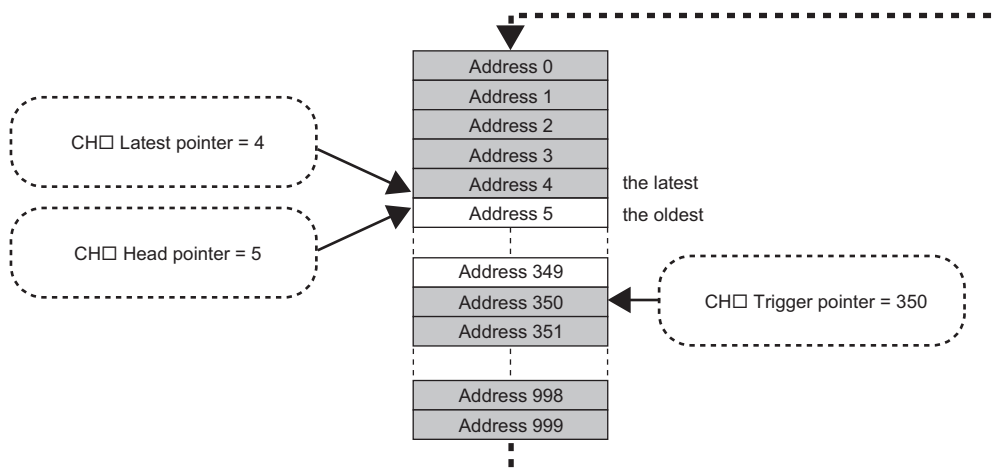 Address 0
Address 1
Address 2
Address 3
Address 4
Address 5
CH□ Latest pointer = 4
CH□ Head pointer = 5
the latest
the oldest
Address 349
Address 350
Address 351
CH□ Trigger pointer = 350
Address 998
Address 999